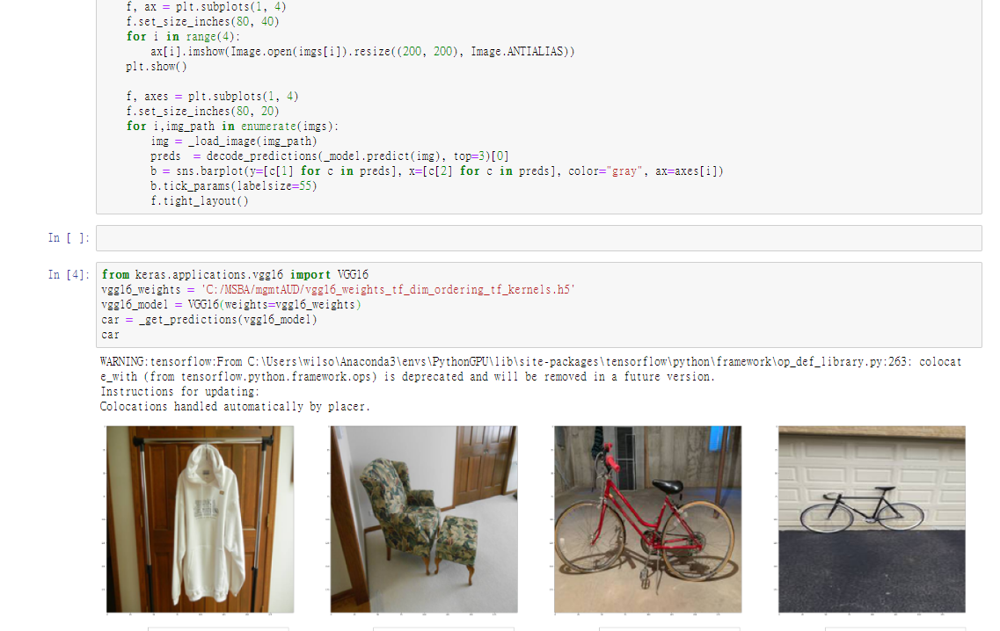 f, ax = plt.subplots(1, 4)
f.set_size_inches(80, 40)
for i in range(4):
ax[i].imshow(Image.open(imgs[i]).resize((200, 200), Image.ANTIALIAS))
plt.show()
f, axes = plt.subplots(1, 4)
f.set_size_inches(80, 20)
for i,img_path in enumerate(imgs):
img = _load_image(img_path)
preds  = decode_predictions(_model.predict(img), top=3)[0]
b = sns.barplot(y=[c[1] for c in preds], x=[c[2] for c in preds], color="gray", ax=axes[i])
b.tick_params(labelsize=55)
f.tight_layout()
In [ ]:
In [4]:
from keras.applications.vgg16 import VGG16
vgg16_weights = 'C:/MSBA/mgmtAUD/vgg16_weights_tf_dim_ordering_tf_kernels.h5'
vgg16_model = VGG16(weights=vgg16_weights)
car = _get_predictions(vgg16_model)
car
WARNING:tensorflow:From C:\Users\wilso\Anaconda3\envs\PythonGPU\lib\site-packages\tensorflow\python\framework\op_def_library.py:263: colocat
e_with (from tensorflow.python.framework.ops) is deprecated and will be removed in a future version.
Instructions for updating:
Colocations handled automatically by placer.